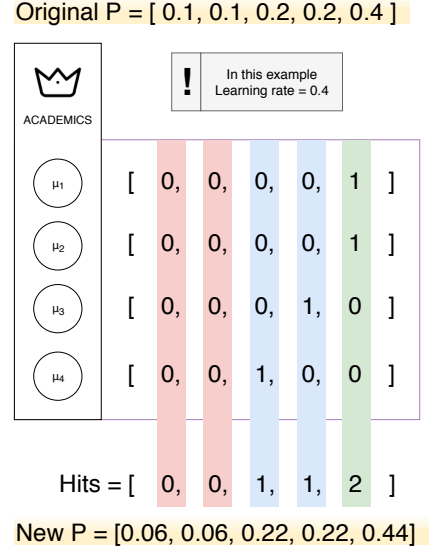 Original P = [ 0.1, 0.1, 0.2, 0.2, 0.4 ]
! In this example
Learning rate = 0.4
ACADEMICS
μ₁ [ 0, 0, 0, 0, 1 ]
μ₂ [ 0, 0, 0, 0, 1 ]
μ₃ [ 0, 0, 0, 1, 0 ]
μ₄ [ 0, 0, 1, 0, 0 ]
Hits = [ 0, 0, 1, 1, 2 ]
New P = [0.06, 0.06, 0.22, 0.22, 0.44]